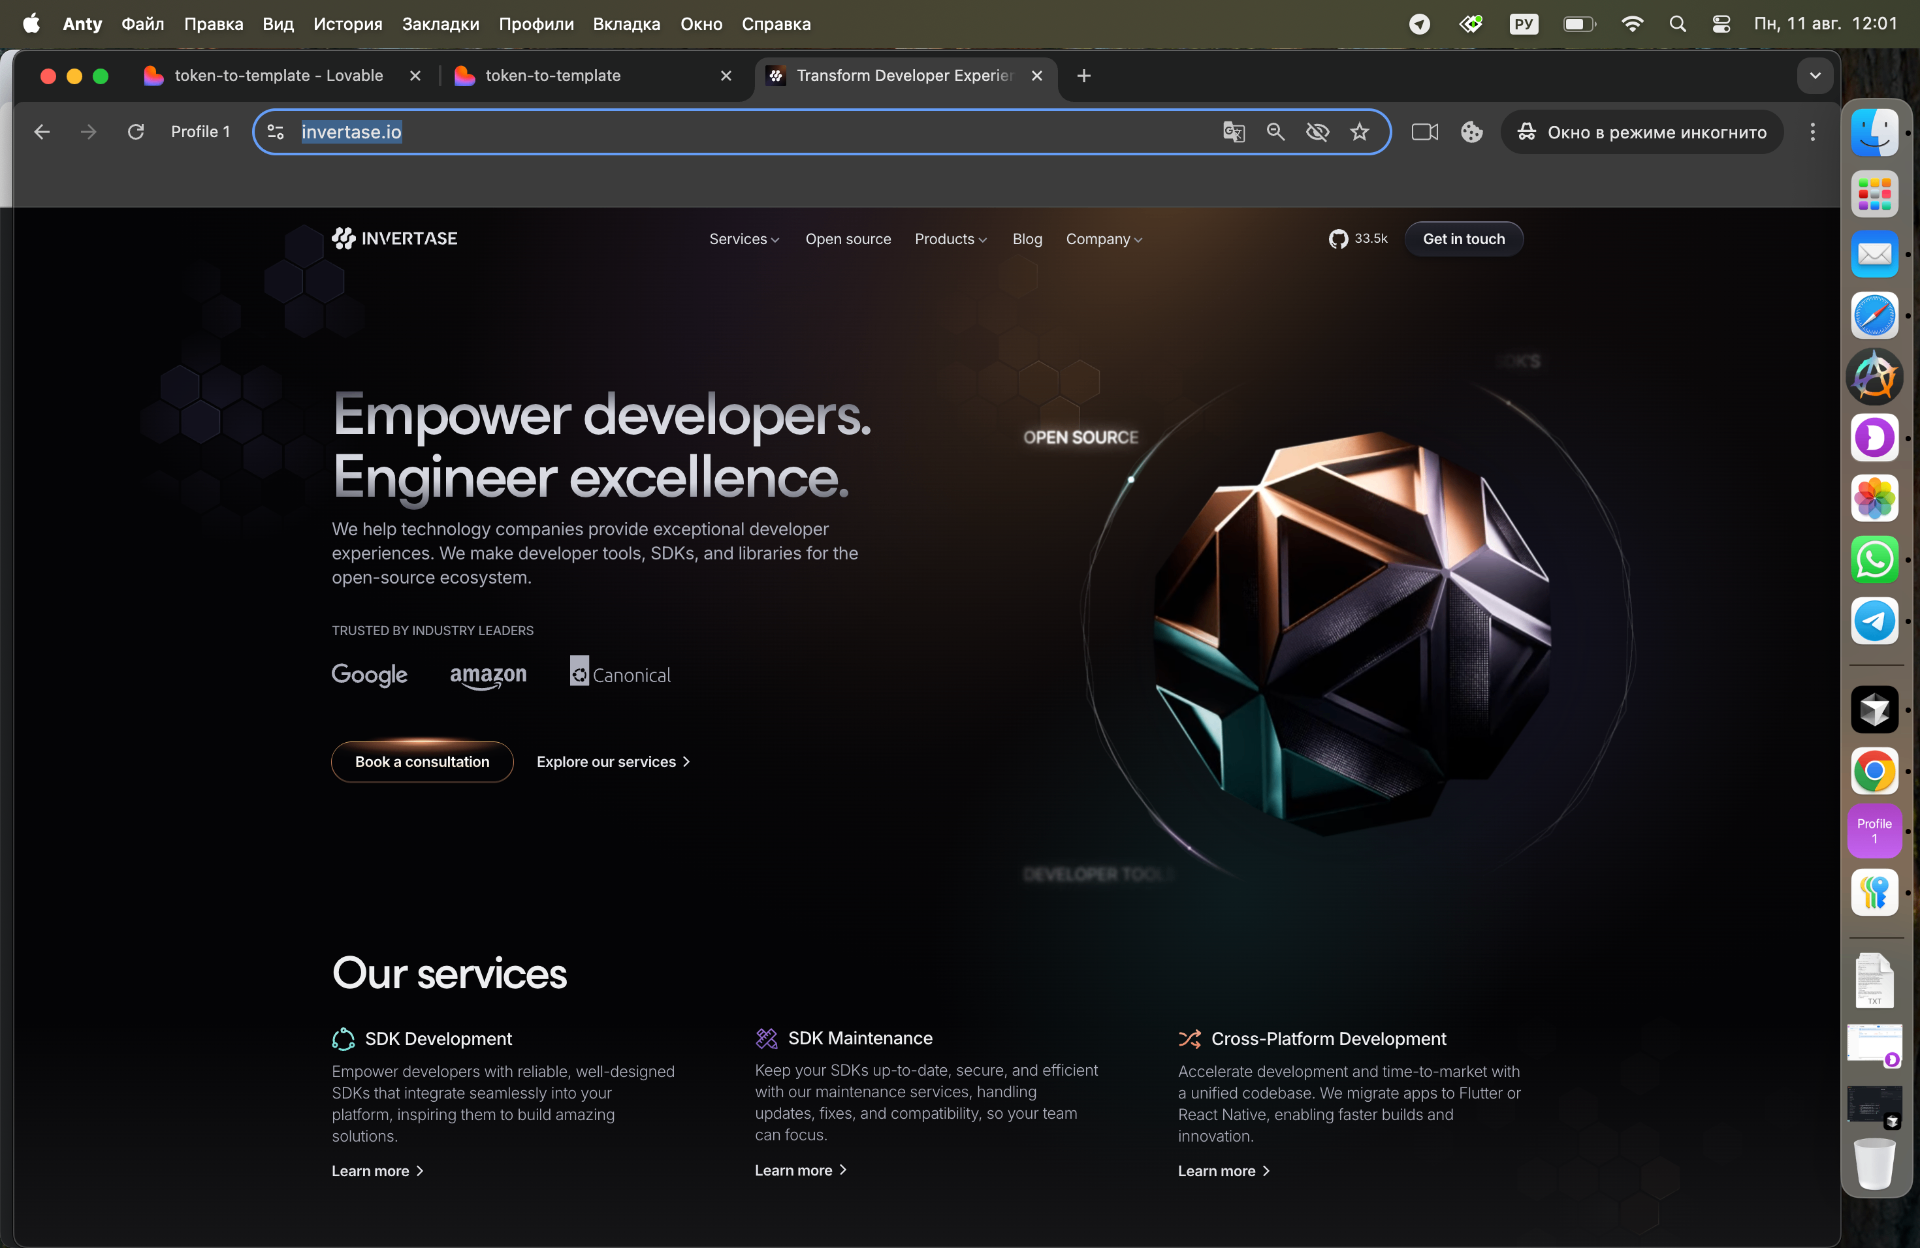 Anty Файл Правка Вид История Закладки Профили Вкладка Окно Справка
РУ
Пн, 11 авг. 12:01
token-to-template - Lovable
token-to-template
Transform Developer Experier
Profile 1
invertase.io
Окно в режиме инкогнито
INVERTASE
Services
Open source
Products
Blog
Company
33.5k
Get in touch
Empower developers.
Engineer excellence.
We help technology companies provide exceptional developer
experiences. We make developer tools, SDKs, and libraries for the
open-source ecosystem.
TRUSTED BY INDUSTRY LEADERS
Google
amazon
Canonical
Book a consultation
Explore our services
OPEN SOURCE
DEVELOPER TOOLS
Our services
SDK Development
Empower developers with reliable, well-designed
SDKs that integrate seamlessly into your
platform, inspiring them to build amazing
solutions.
Learn more
SDK Maintenance
Keep your SDKs up-to-date, secure, and efficient
with our maintenance services, handling
updates, fixes, and compatibility, so your team
can focus.
Learn more
Cross-Platform Development
Accelerate development and time-to-market with
a unified codebase. We migrate apps to Flutter or
React Native, enabling faster builds and
innovation.
Learn more
Profile
1
TXT